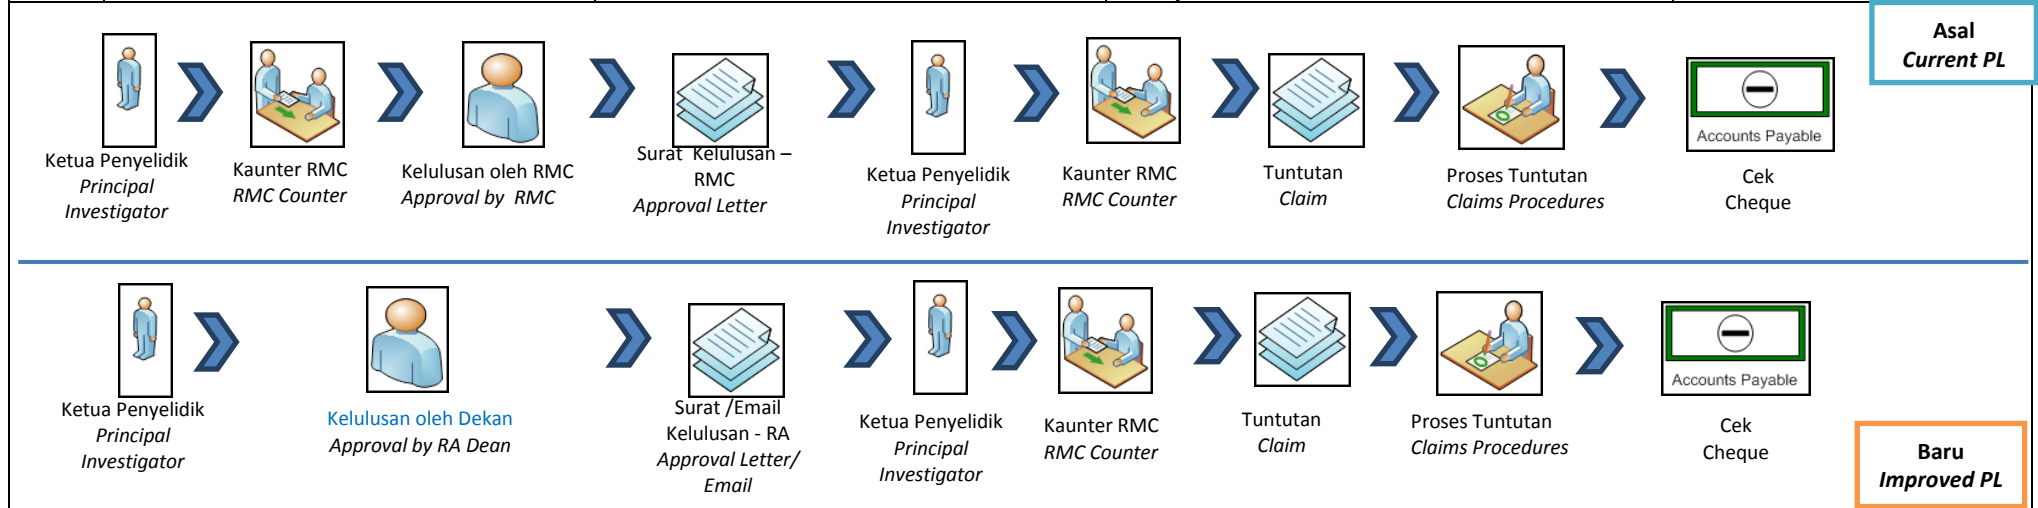 Asal
Current PL
Ketua Penyelidik
Principal
Investigator
Kaunter RMC
RMC Counter
Kelulusan oleh RMC
Approval by RMC
Surat Kelulusan –
RMC
Approval Letter
Ketua Penyelidik
Principal
Investigator
Kaunter RMC
RMC Counter
Tuntutan
Claim
Proses Tuntutan
Claims Procedures
Accounts Payable
Cek
Cheque
Ketua Penyelidik
Principal
Investigator
Kelulusan oleh Dekan
Approval by RA Dean
Surat /Email
Kelulusan - RA
Approval Letter/
Email
Ketua Penyelidik
Principal
Investigator
Kaunter RMC
RMC Counter
Tuntutan
Claim
Proses Tuntutan
Claims Procedures
Accounts Payable
Cek
Cheque
Baru
Improved PL